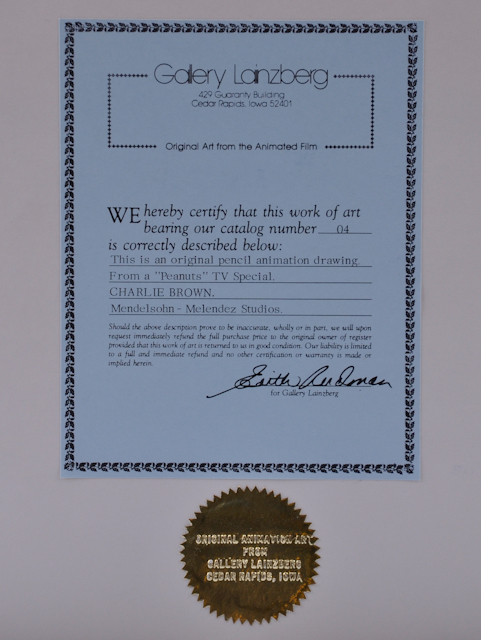 Gallery Lainzberg
429 Guaranty Building
Cedar Rapids, Iowa 52401
Original Art from the Animated Film
WE hereby certify that this work of art
bearing our catalog number 04
is correctly described below:
This is an original pencil animation drawing.
From a "Peanuts" TV Special.
CHARLIE BROWN.
Mendelsohn - Melendez Studios.
Should the above description prove to be inaccurate, wholly or in part, we will upon
request immediately refund the full purchase price to the original owner of register
provided that this work of art is returned to us in good condition. Our liability is limited
to a full and immediate refund and no other certification or warranty is made or
implied herein.
Edith
for Gallery Lainzberg
ORIGINAL ANIMATION ART
FROM
GALLERY LAINZBERG
CEDAR RAPIDS, IOWA